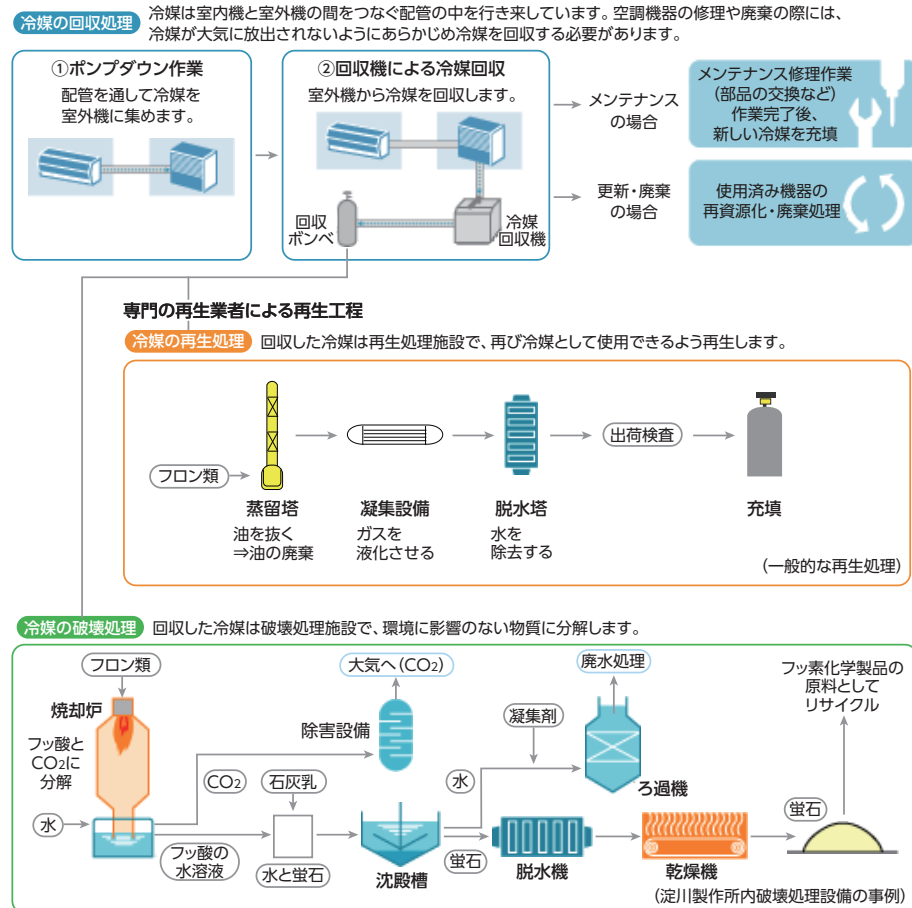 冷媒の回収処理
冷媒は室内機と室外機の間をつなぐ配管の中を行き来しています。空調機器の修理や廃棄の際には、
冷媒が大気に放出されないようにあらかじめ冷媒を回収する必要があります。
①ポンプダウン作業
配管を通して冷媒を
室外機に集めます。
②回収機による冷媒回収
室外機から冷媒を回収します。
回収
ボンベ
冷媒
回収機
メンテナンス
の場合
メンテナンス修理作業
(部品の交換など)
作業完了後、
新しい冷媒を充填
更新・廃棄
の場合
使用済み機器の
再資源化・廃棄処理
専門の再生業者による再生工程
冷媒の再生処理
回収した冷媒は再生処理施設で、再び冷媒として使用できるよう再生します。
フロン類
蒸留塔
油を抜く
⇒油の廃棄
凝集設備
ガスを
液化させる
脱水塔
水を
除去する
出荷検査
充填
(一般的な再生処理)
冷媒の破壊処理
回収した冷媒は破壊処理施設で、環境に影響のない物質に分解します。
フロン類
焼却炉
フッ酸と
CO₂に
分解
水
CO₂
フッ酸の
水溶液
大気へ(CO₂)
除害設備
石灰乳
水と蛍石
沈殿槽
水
凝集剤
廃水処理
ろ過機
蛍石
脱水機
乾燥機
蛍石
フッ素化学製品の
原料として
リサイクル
(淀川製作所内破壊処理設備の事例)